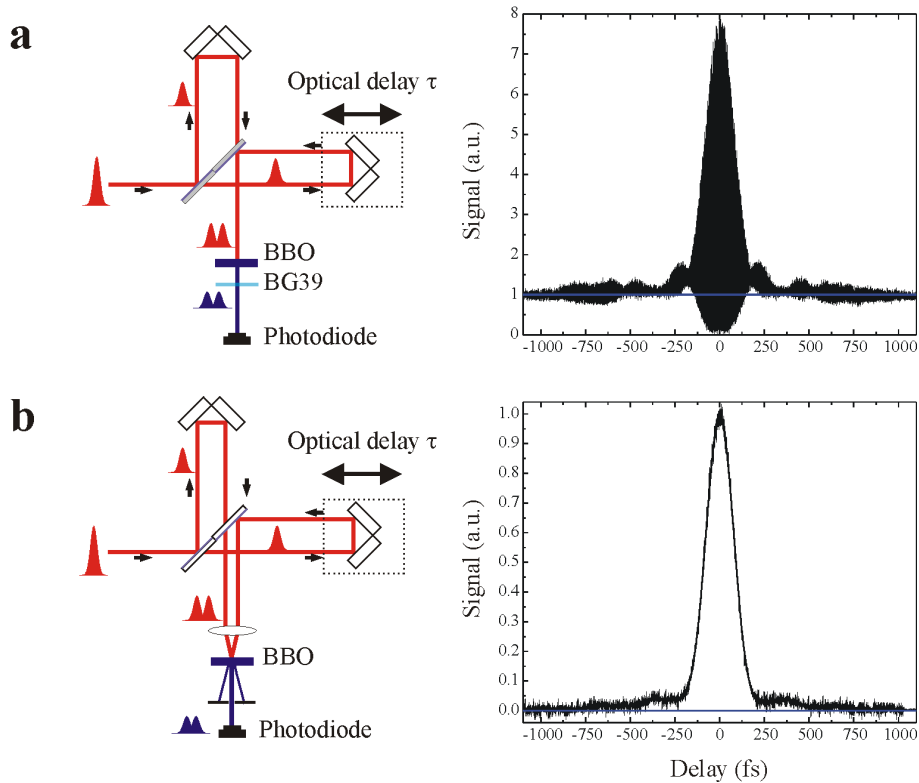 a
Optical delay τ
BBO
BG39
Photodiode
Signal (a.u.)
8
7
6
5
4
3
2
1
0
-1000 -750 -500 -250 0 250 500 750 1000
b
Optical delay τ
BBO
Photodiode
Signal (a.u.)
1.0
0.9
0.8
0.7
0.6
0.5
0.4
0.3
0.2
0.1
0.0
-1000 -750 -500 -250 0 250 500 750 1000
Delay (fs)